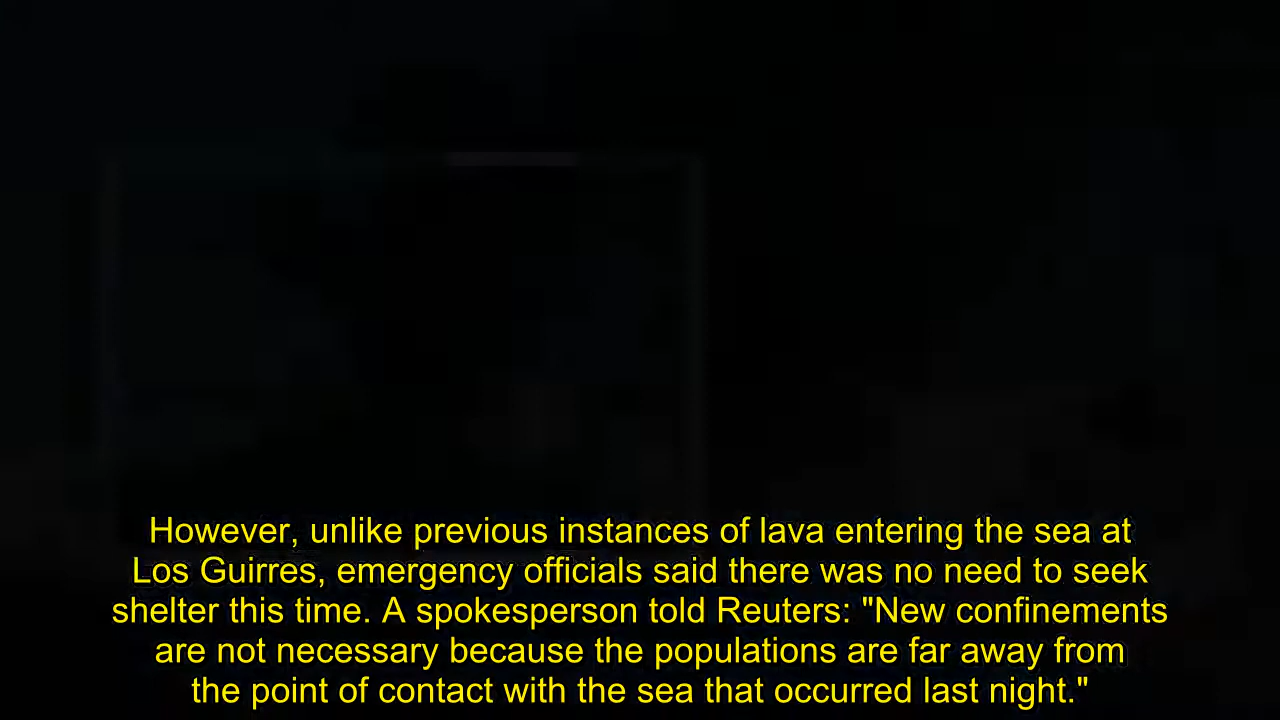 However, unlike previous instances of lava entering the sea at
Los Guirres, emergency officials said there was no need to seek
shelter this time. A spokesperson told Reuters: "New confinements
are not necessary because the populations are far away from
the point of contact with the sea that occurred last night."